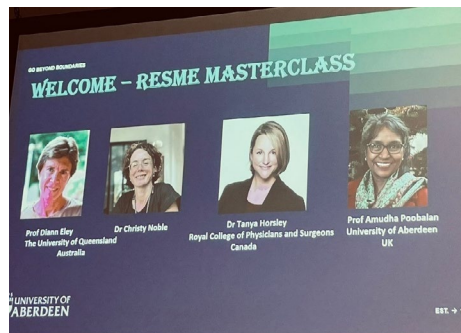 GO BEYOND BOUNDARIES
WELCOME – RESME MASTERCLASS
Prof Diann Eley
The University of Queensland
Australia
Dr Christy Noble
Dr Tanya Horsley
Royal College of Physicians and Surgeons
Canada
Prof Amudha Poobalan
University of Aberdeen
UK
UNIVERSITY OF
ABERDEEN
EST. →